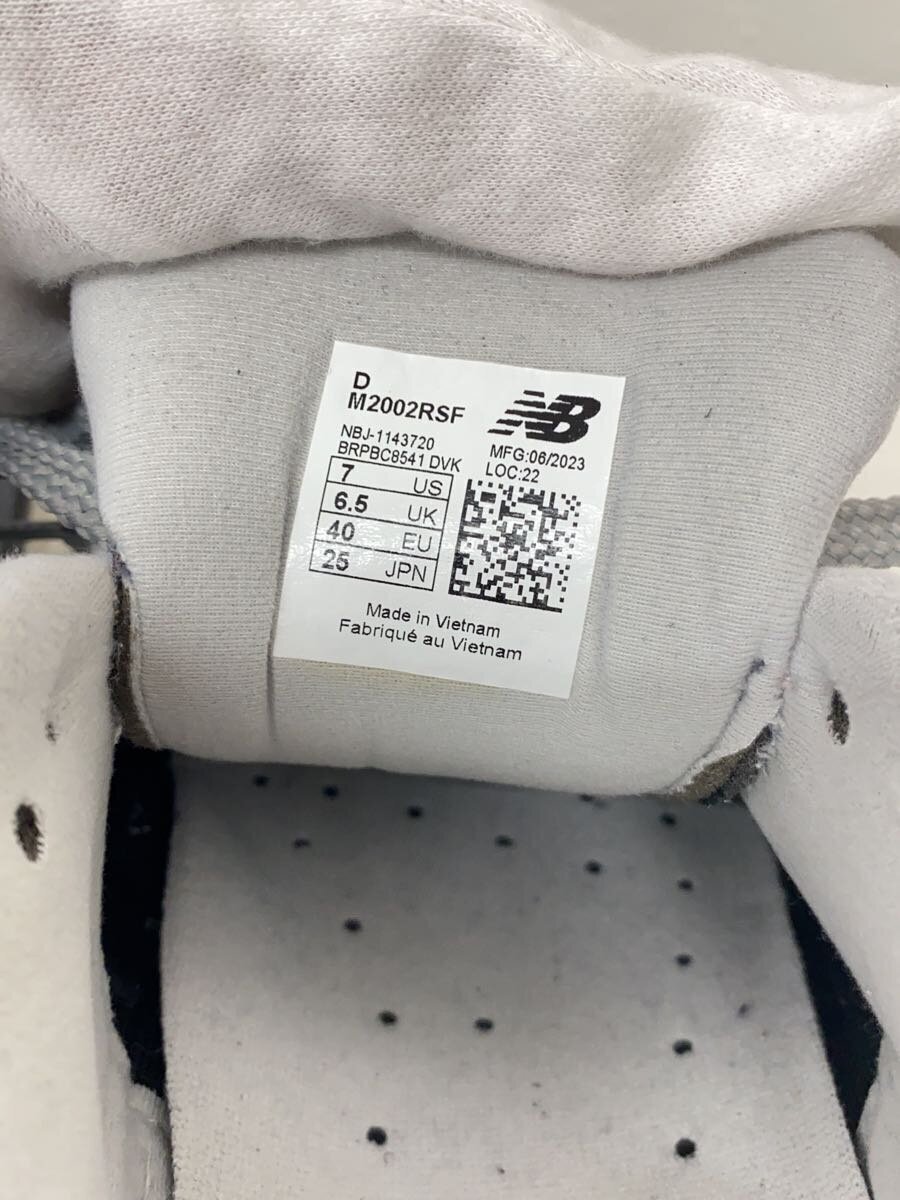 D
M2002RSF
NB
NBJ-1143720
BRPBC8541 DVK
MFG:06/2023
LOC:22
7 US
6.5 UK
40 EU
25 JPN
Made in Vietnam
Fabriqué au Vietnam